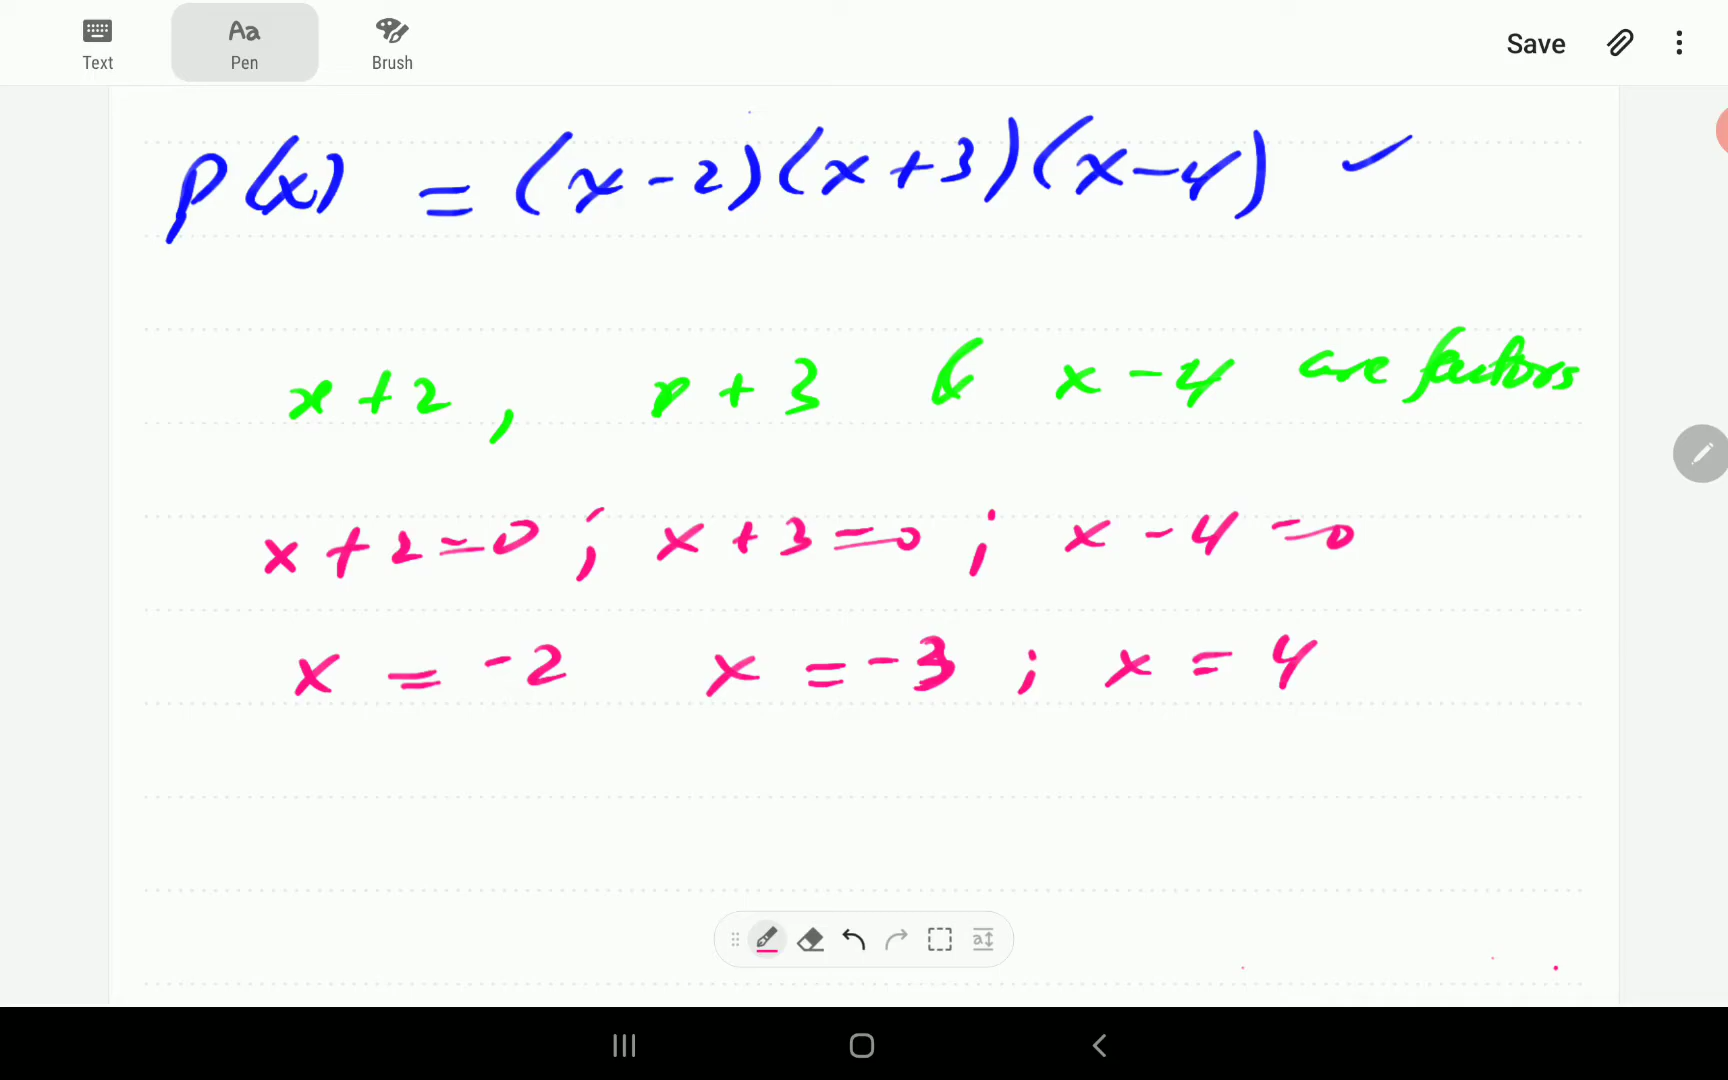 Text Aa Pen Brush Save
P(x) = (x-2)(x+3)(x-4) ✓
x+2, x+3 & x-4 are factors
x+2=0 ; x+3=0 ; x-4=0
x = -2 x = -3 ; x = 4